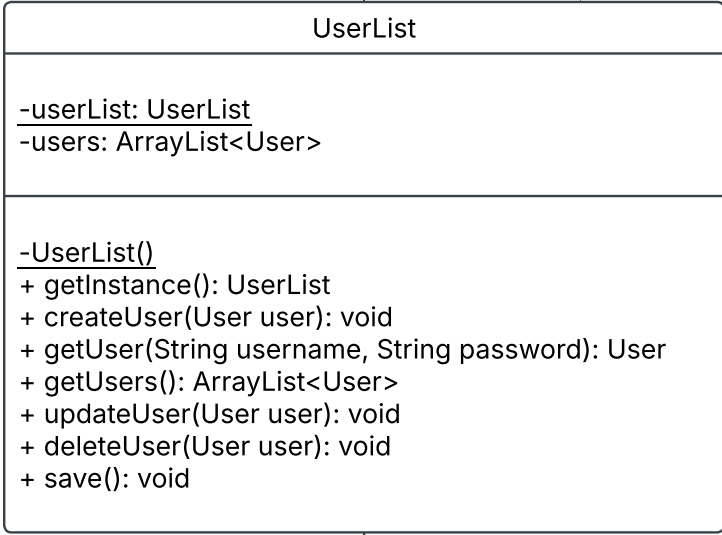 UserList
-userList: UserList
-users: ArrayList<User>
-UserList()
+ getInstance(): UserList
+ createUser(User user): void
+ getUser(String username, String password): User
+ getUsers(): ArrayList<User>
+ updateUser(User user): void
+ deleteUser(User user): void
+ save(): void